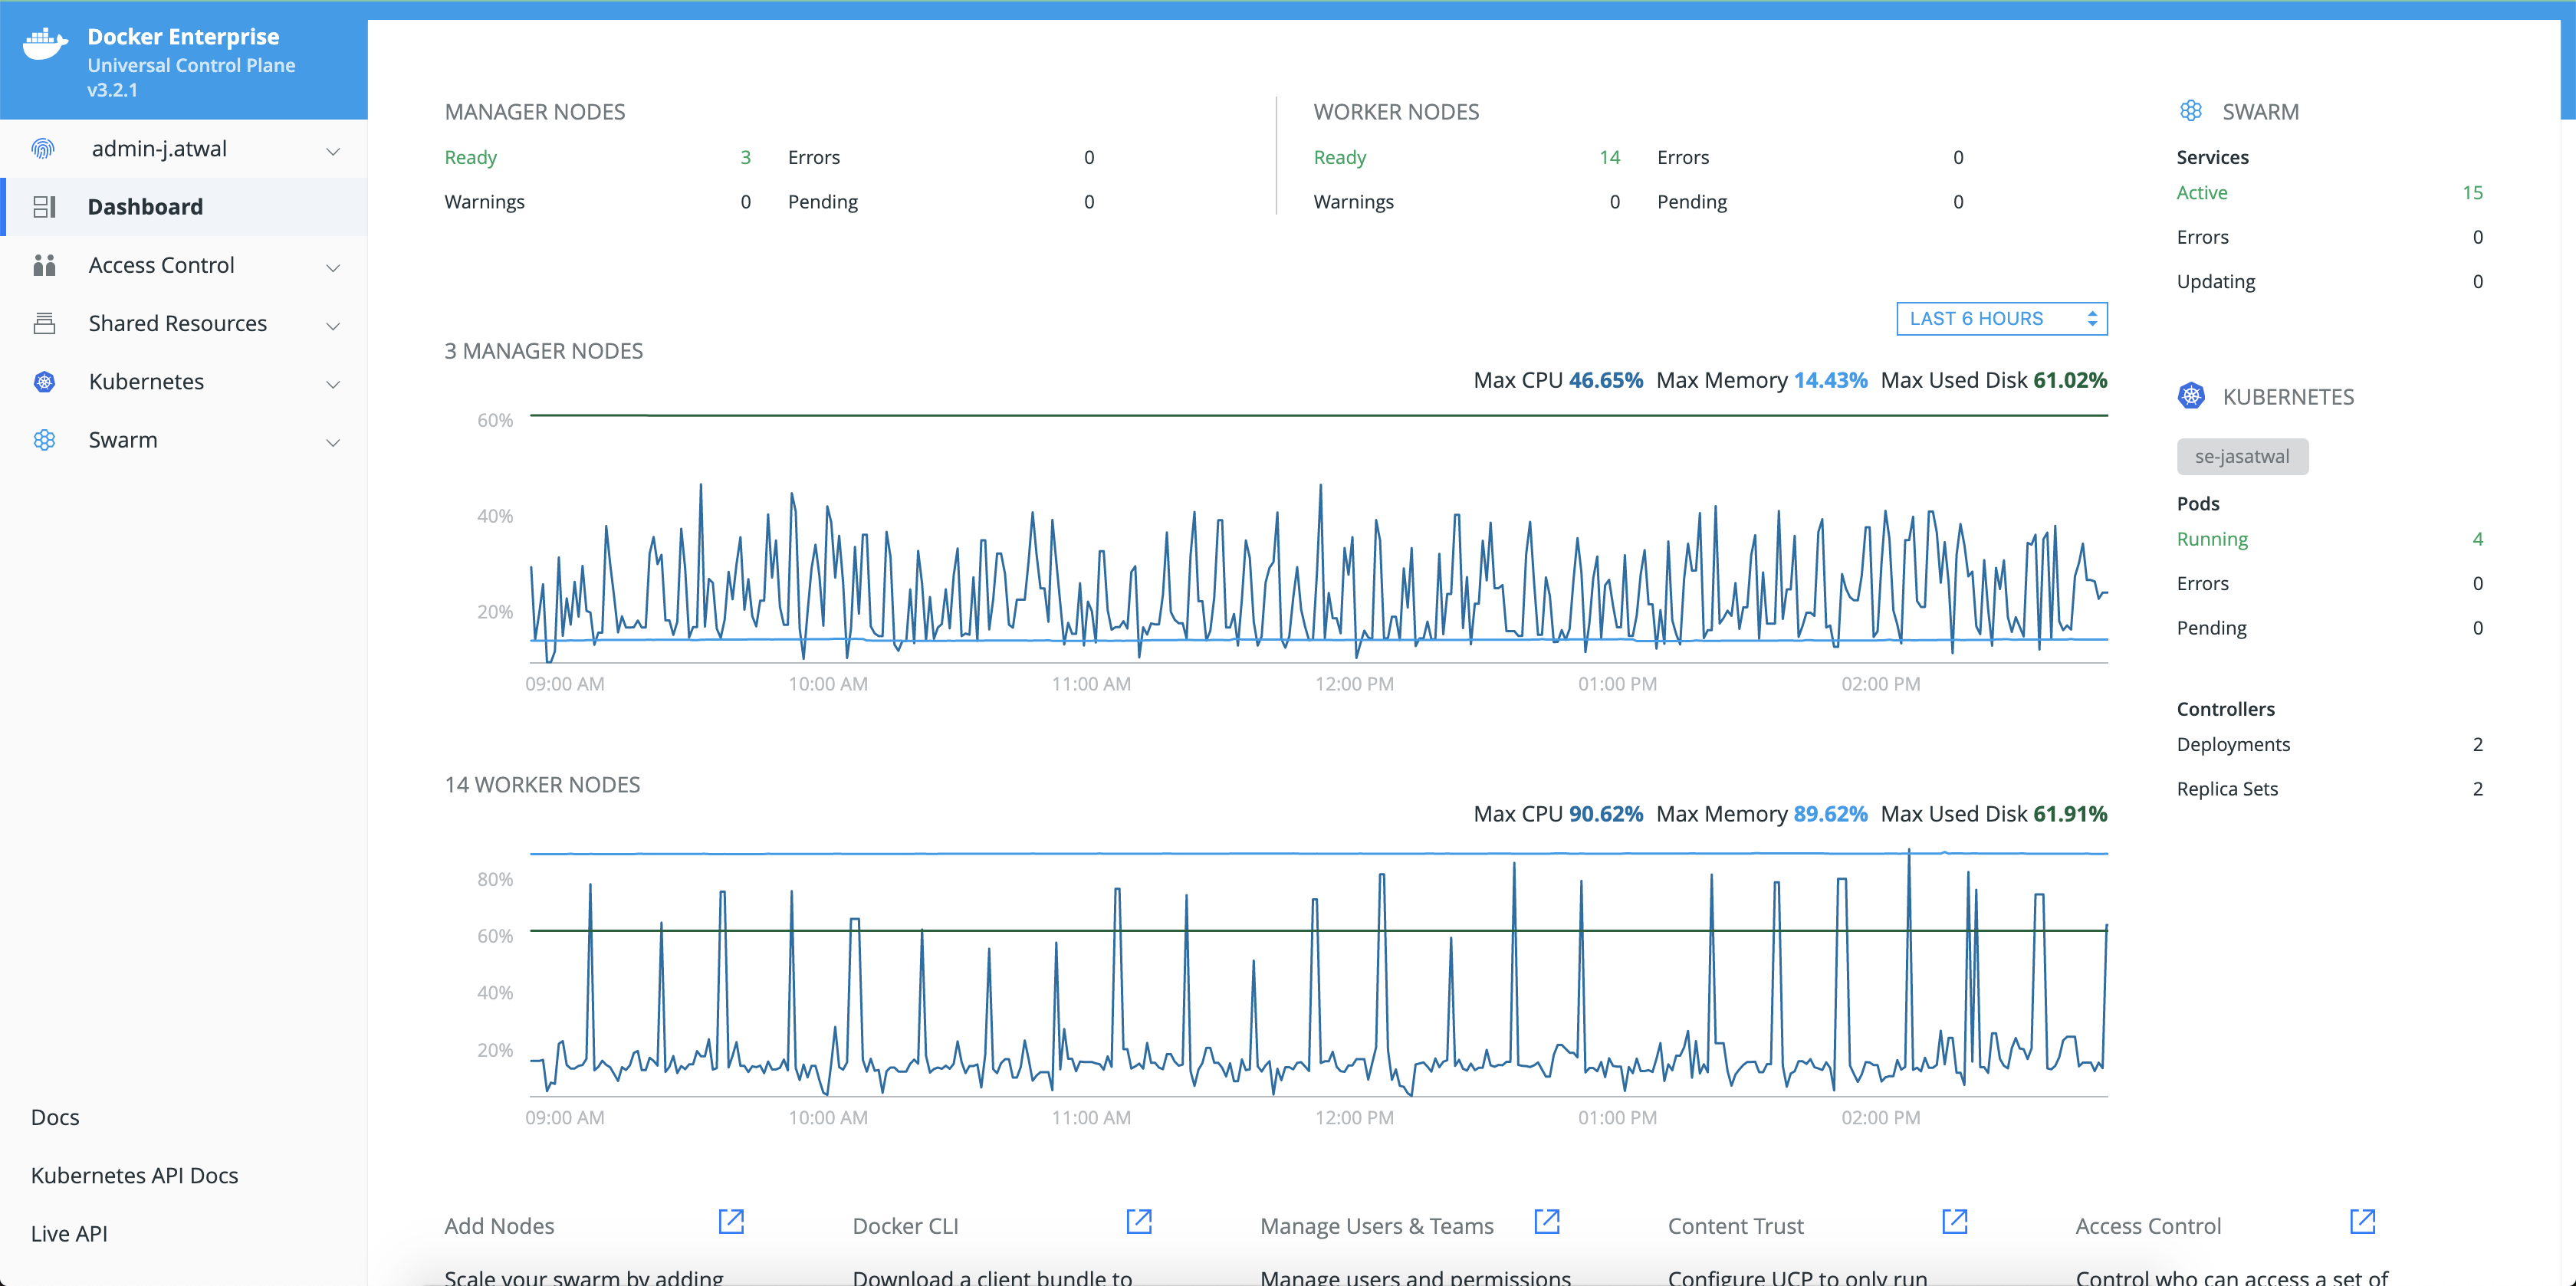 Docker Enterprise
Universal Control Plane
v3.2.1
admin-j.atwal
Dashboard
Access Control
Shared Resources
Kubernetes
Swarm
Docs
Kubernetes API Docs
Live API
MANAGER NODES
Ready 3 Errors 0
Warnings 0 Pending 0
WORKER NODES
Ready 14 Errors 0
Warnings 0 Pending 0
LAST 6 HOURS
3 MANAGER NODES
Max CPU 46.65% Max Memory 14.43% Max Used Disk 61.02%
60%
40%
20%
09:00 AM 10:00 AM 11:00 AM 12:00 PM 01:00 PM 02:00 PM
14 WORKER NODES
Max CPU 90.62% Max Memory 89.62% Max Used Disk 61.91%
80%
60%
40%
20%
09:00 AM 10:00 AM 11:00 AM 12:00 PM 01:00 PM 02:00 PM
SWARM
Services
Active 15
Errors 0
Updating 0
KUBERNETES
se-jasatwal
Pods
Running 4
Errors 0
Pending 0
Controllers
Deployments 2
Replica Sets 2
Add Nodes
Scale your swarm by adding
Docker CLI
Download a client bundle to
Manage Users & Teams
Manage users and permissions
Content Trust
Configure UCP to only run
Access Control
Control who can access a set of